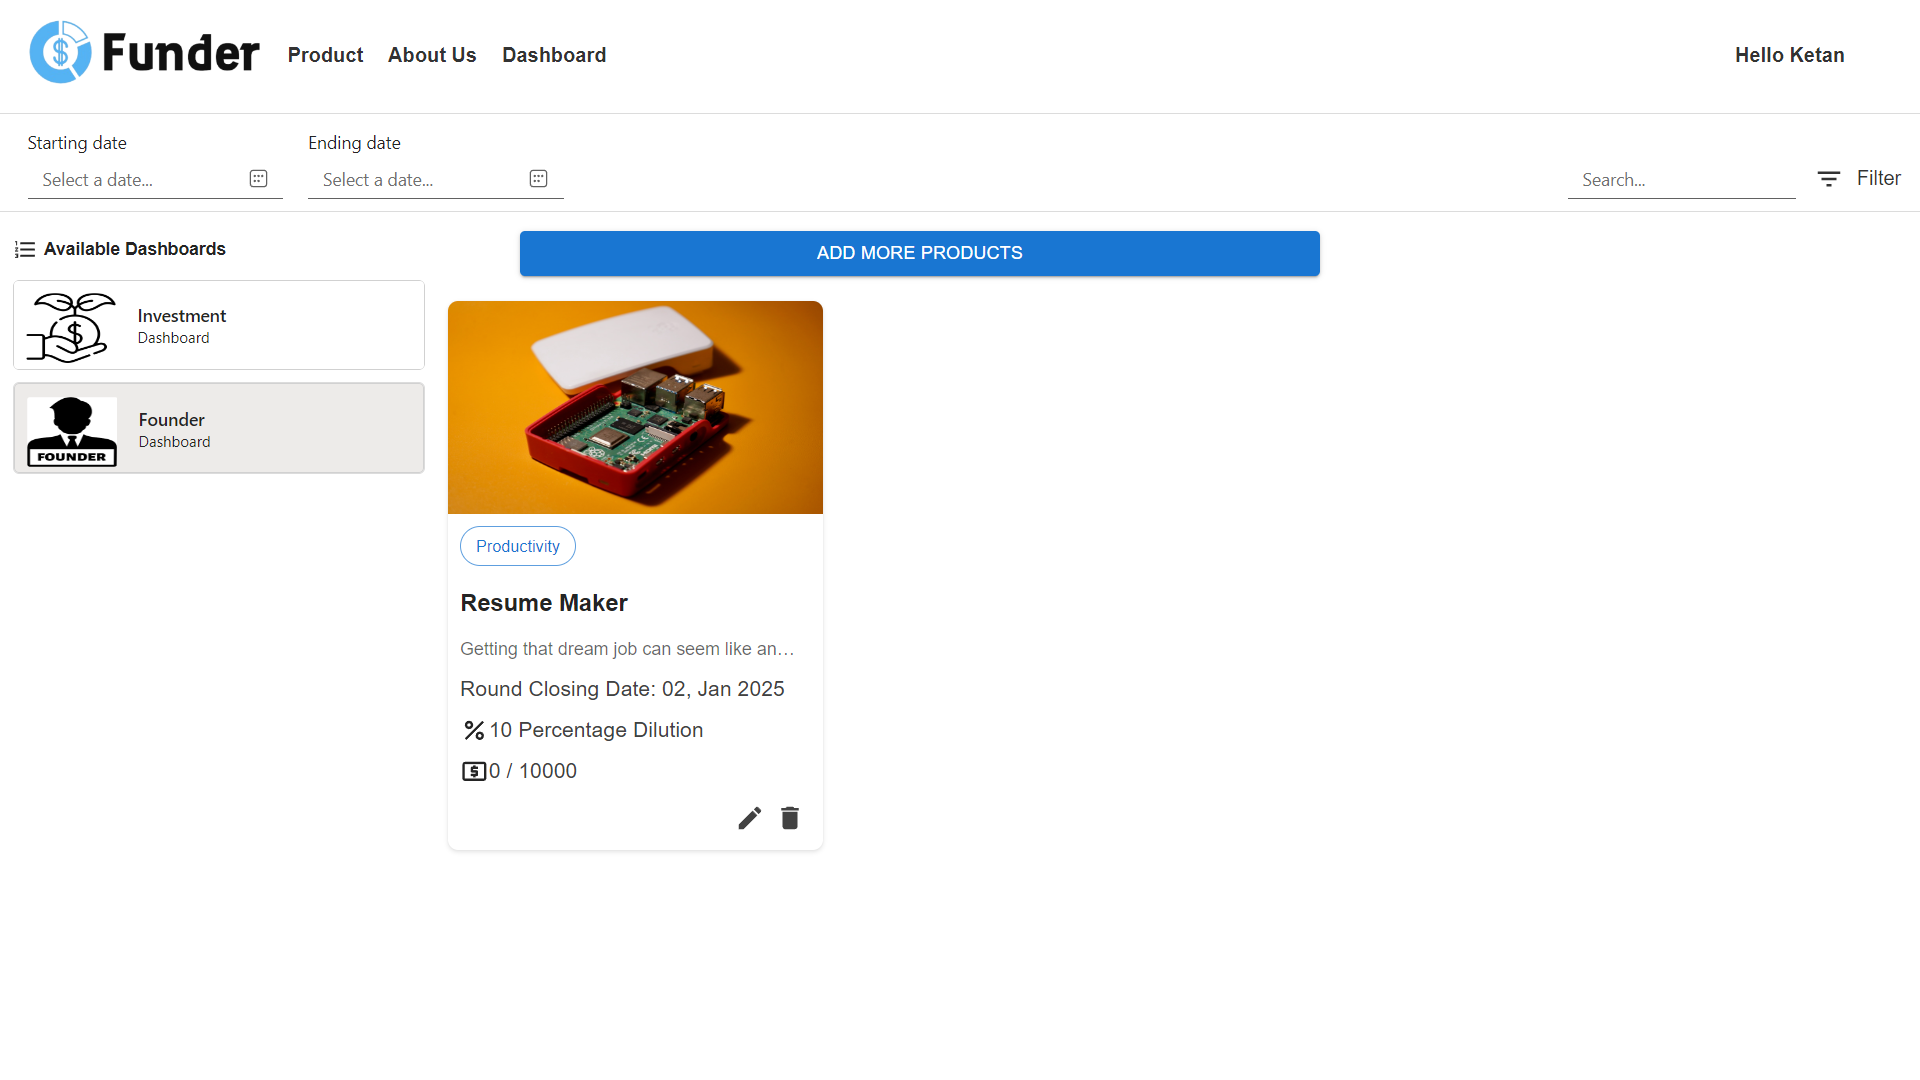 Funder
Product
About Us
Dashboard
Hello Ketan
Starting date
Ending date
Select a date...
Select a date...
Search...
Filter
Available Dashboards
Investment
Dashboard
FOUNDER
Founder
Dashboard
ADD MORE PRODUCTS
Productivity
Resume Maker
Getting that dream job can seem like an…
Round Closing Date: 02, Jan 2025
10 Percentage Dilution
0 / 10000